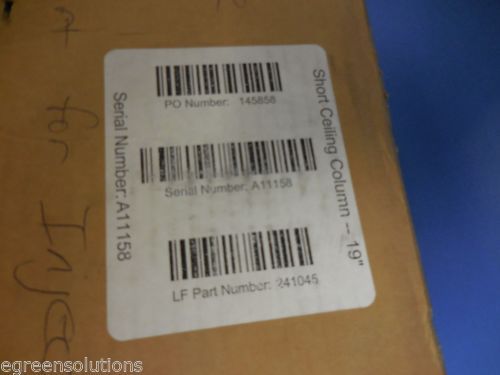 Short Ceiling Column -- 19"
PO Number: 145858
Serial Number: A11158
LF Part Number: 241045
Serial Number: A11158
for
egreensolutions